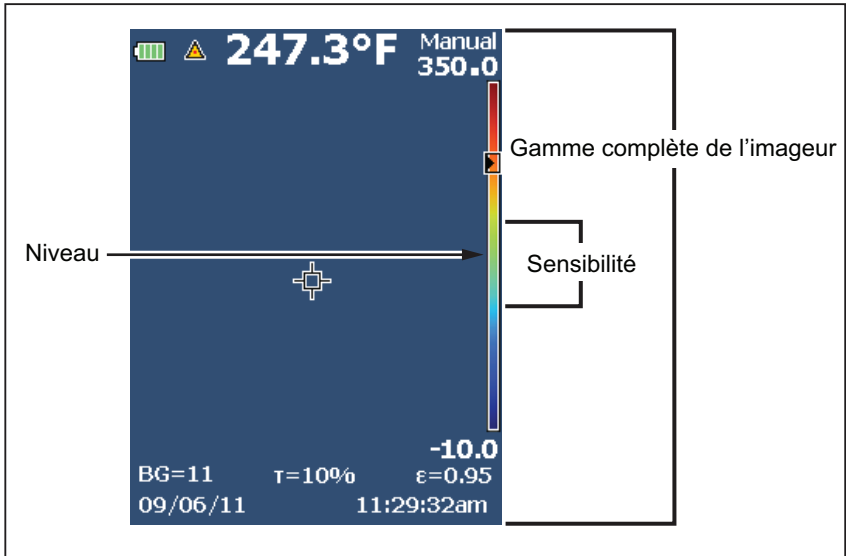 247.3°F
Manual
350.0
Gamme complète de l'imageur
Niveau
Sensibilité
-10.0
BG=11 τ=10% ε=0.95
09/06/11 11:29:32am